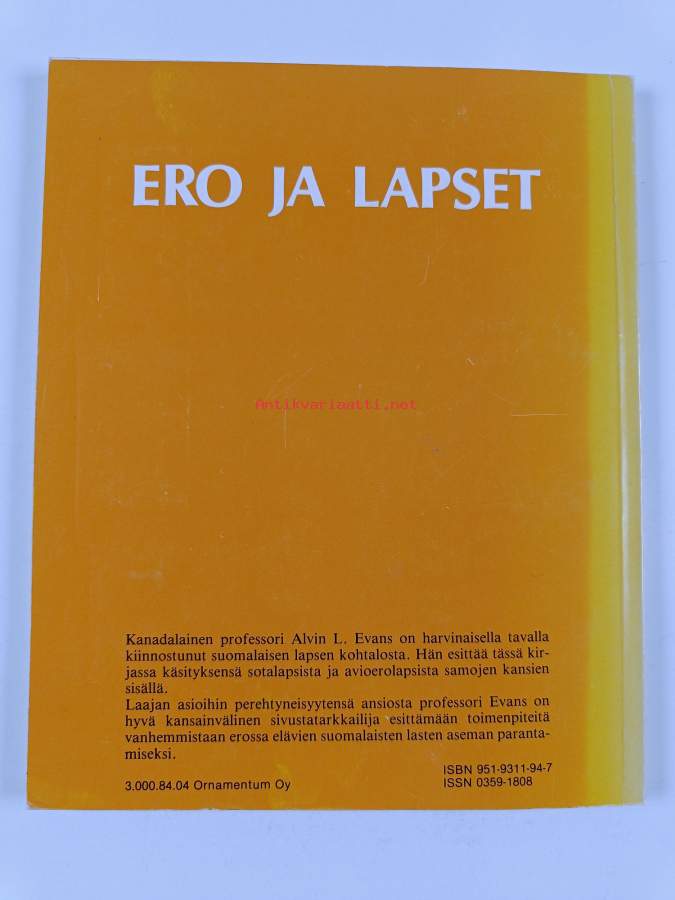 ERO JA LAPSET
Antikvariaatti.net
Kanadalainen professori Alvin L. Evans on harvinaisella tavalla
kiinnostunut suomalaisen lapsen kohtalosta. Hän esittää tässä kir-
jassa käsityksensä sotalapsista ja avioerolapsista samojen kansien
sisällä.
Laajan asioihin perehtyneisyytensä ansiosta professori Evans on
hyvä kansainvälinen sivustatarkkailija esittämään toimenpiteitä
vanhemmistaan erossa elävien suomalaisten lasten aseman paranta-
miseksi.
ISBN 951-9311-94-7
3.000.84.04 Ornamentum Oy
ISSN 0359-1808